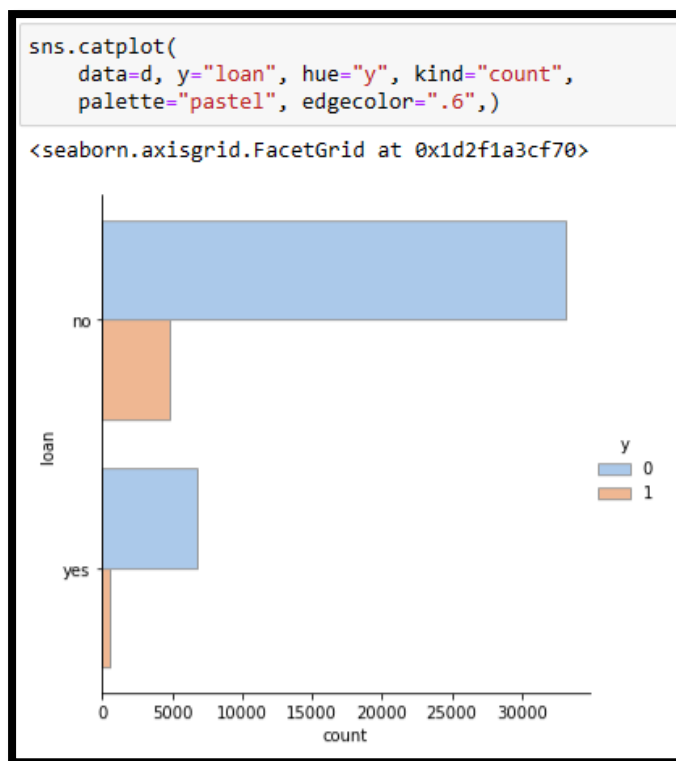 sns.catplot(
    data=d, y="loan", hue="y", kind="count",
    palette="pastel", edgecolor=".6",)
<seaborn.axisgrid.FacetGrid at 0x1d2f1a3cf70>
no
loan
yes
y
0
1
0 5000 10000 15000 20000 25000 30000
count